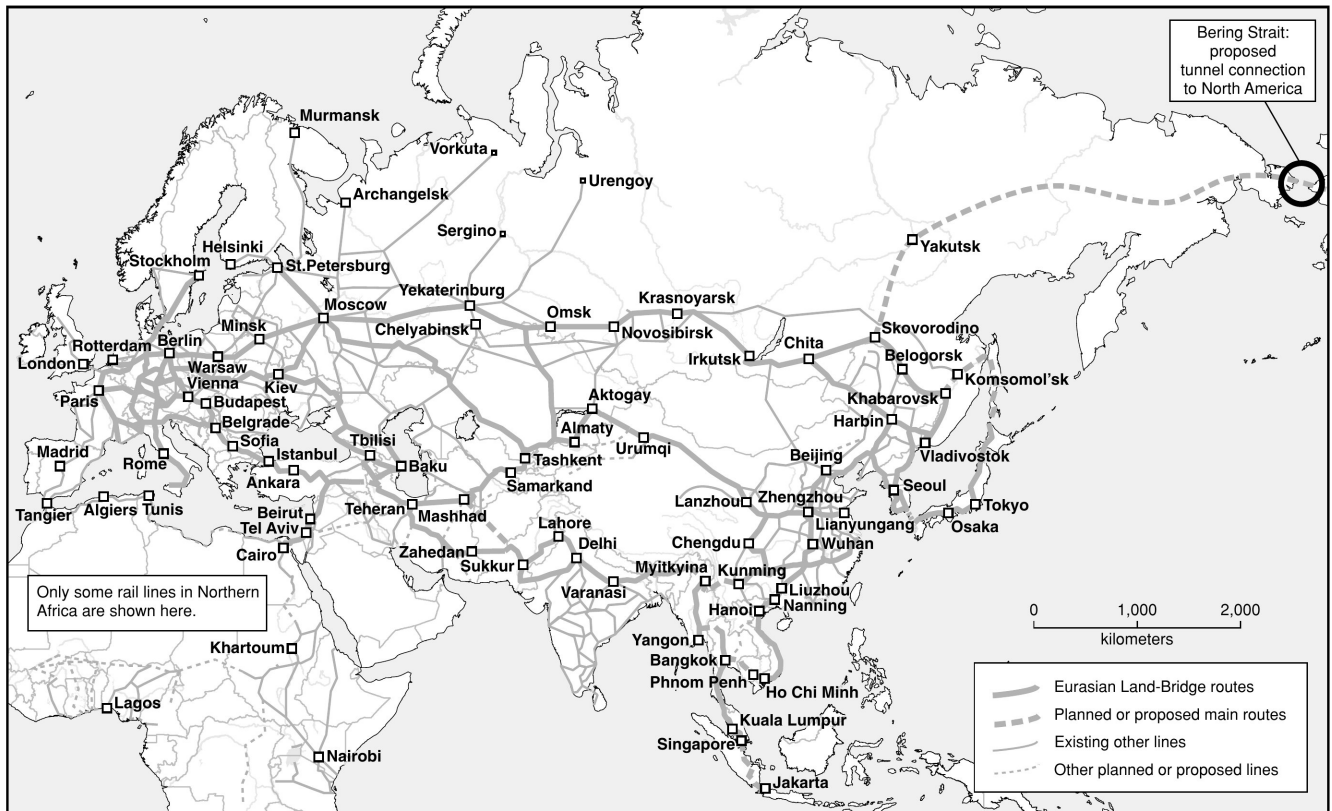 Bering Strait:
proposed
tunnel connection
to North America
Murmansk
Vorkuta
Urengoy
Archangelsk
Sergino
Yakutsk
Helsinki
Stockholm
St.Petersburg
Yekaterinburg
Krasnoyarsk
Moscow
Omsk
Chelyabinsk
Novosibirsk
Skovorodino
Minsk
Rotterdam
Berlin
Chita
Irkutsk
Belogorsk
London
Warsaw
Vienna
Kiev
Komsomol'sk
Paris
Budapest
Aktogay
Khabarovsk
Belgrade
Almaty
Harbin
Sofia
Tbilisi
Urumqi
Madrid
Rome
Istanbul
Baku
Tashkent
Beijing
Vladivostok
Ankara
Samarkand
Seoul
Tangier
Algiers
Tunis
Beirut
Teheran
Mashhad
Lanzhou
Zhengzhou
Tokyo
Tel Aviv
Lahore
Lianyungang
Osaka
Cairo
Zahedan
Delhi
Chengdu
Wuhan
Sukkur
Myitkyina
Kunming
Varanasi
Liuzhou
Only some rail lines in Northern
Africa are shown here.
Hanoi
Nanning
0 1,000 2,000
kilometers
Khartoum
Yangon
Bangkok
Phnom Penh
Ho Chi Minh
Lagos
Kuala Lumpur
Singapore
Nairobi
Jakarta
Eurasian Land-Bridge routes
Planned or proposed main routes
Existing other lines
Other planned or proposed lines